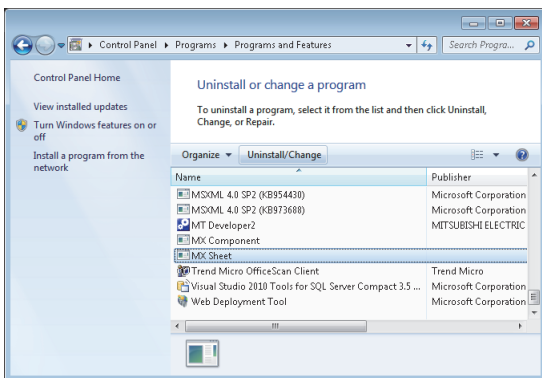 Control Panel ▸ Programs ▸ Programs and Features
Search Progra...
Control Panel Home
View installed updates
Turn Windows features on or
off
Install a program from the
network
Uninstall or change a program
To uninstall a program, select it from the list and then click Uninstall,
Change, or Repair.
Organize Uninstall/Change
Name Publisher
MSXML 4.0 SP2 (KB954430) Microsoft Corporation
MSXML 4.0 SP2 (KB973688) Microsoft Corporation
MT Developer2 MITSUBISHI ELECTRIC
MX Component
MX Sheet
Trend Micro OfficeScan Client Trend Micro
Visual Studio 2010 Tools for SQL Server Compact 3.5 ... Microsoft Corporation
Web Deployment Tool Microsoft Corporation